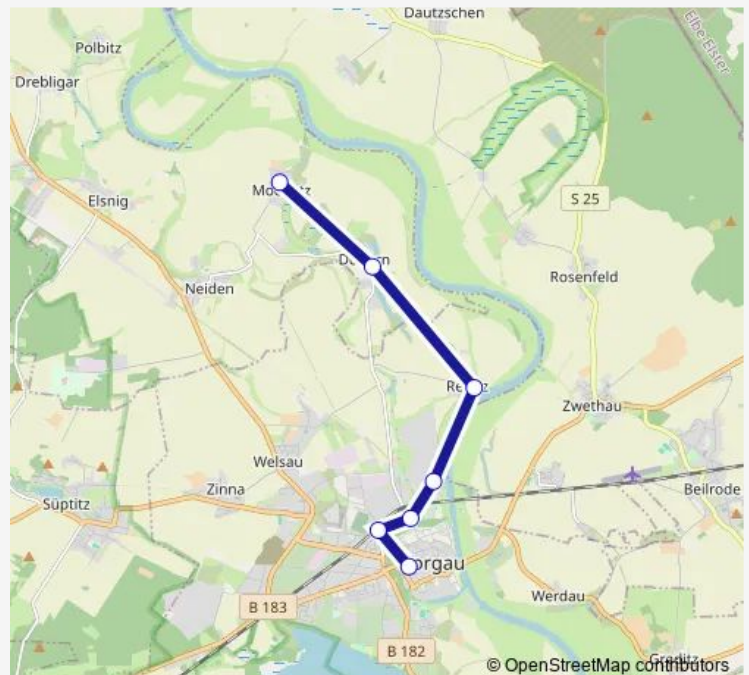 Dautzschen
Polbitz
Elbe-Elster
Drebligar
Elsnig
S 25
Rosenfeld
Neiden
Zwethau
Welsau
Zinna
Beilrode
Süptitz
Werdau
B 183
B 182
Graditz
© OpenStreetMap contributors